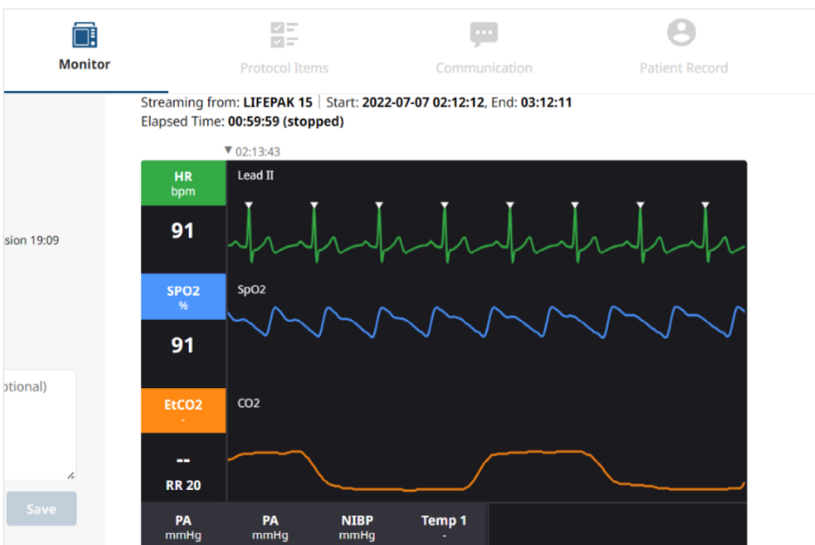 Monitor
Protocol Items
Communication
Patient Record
Streaming from: LIFEPAK 15 | Start: 2022-07-07 02:12:12, End: 03:12:11
Elapsed Time: 00:59:59 (stopped)
02:13:43
HR
bpm
Lead II
91
sion 19:09
SPO2
%
SpO2
91
ptional)
EtCO2
-
CO2
--
RR 20
Save
PA
mmHg
PA
mmHg
NIBP
mmHg
Temp 1
-